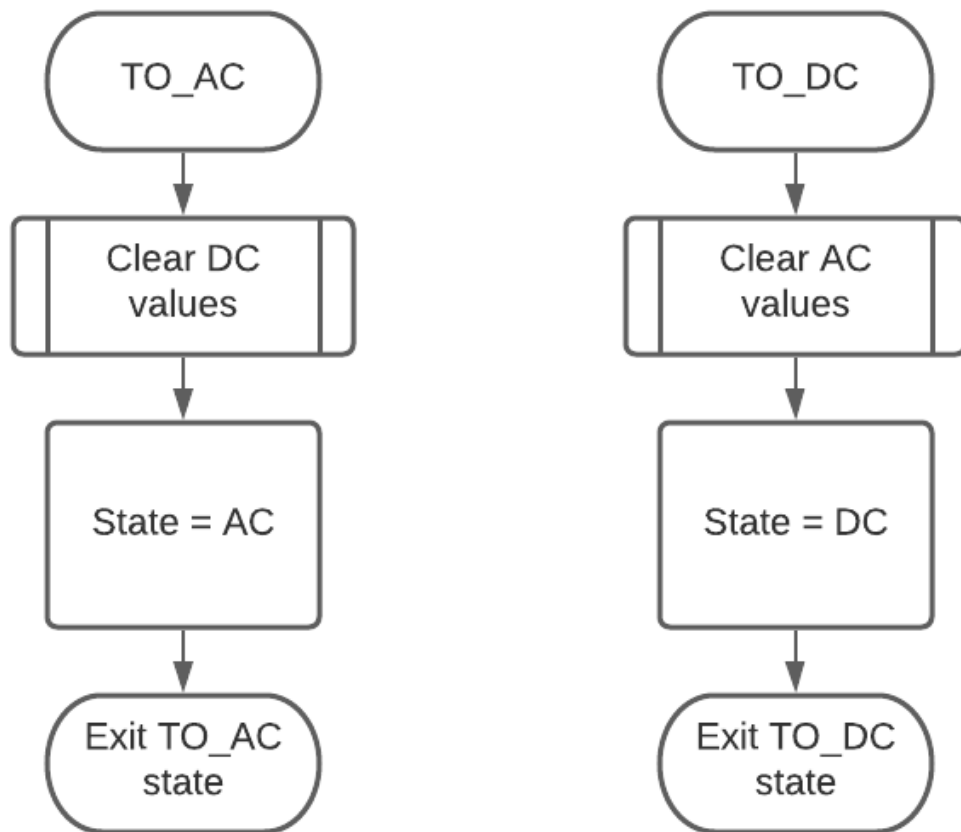 TO_AC
Clear DC
values
State = AC
Exit TO_AC
state
TO_DC
Clear AC
values
State = DC
Exit TO_DC
state